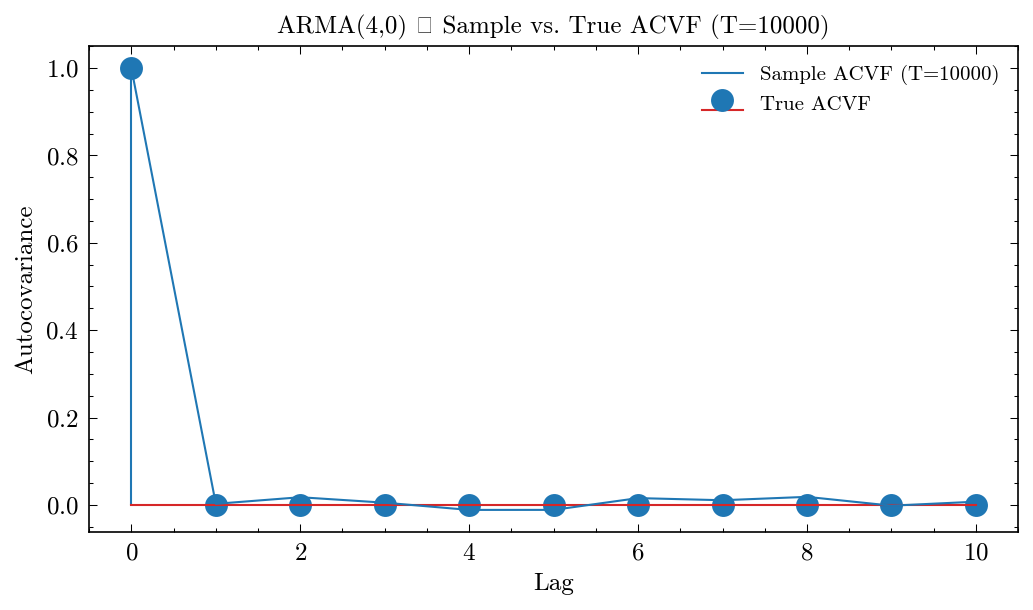 ARMA(4,0) □ Sample vs. True ACVF (T=10000)
Sample ACVF (T=10000)
True ACVF
Autocovariance
1.0
0.8
0.6
0.4
0.2
0.0
0 2 4 6 8 10
Lag